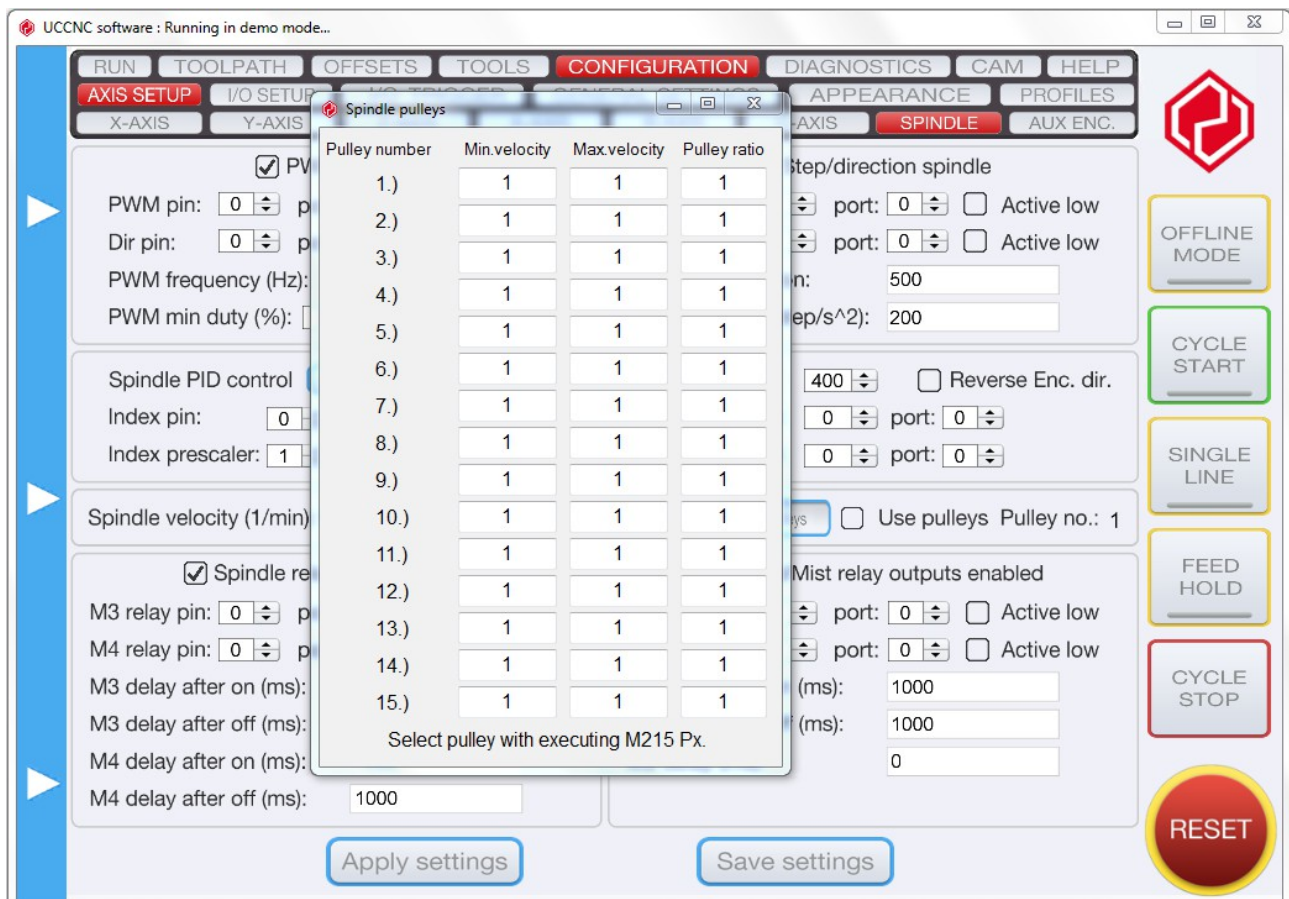 UCCNC software : Running in demo mode...
RUN TOOLPATH OFFSETS TOOLS CONFIGURATION DIAGNOSTICS CAM HELP
AXIS SETUP I/O SETUP APPEARANCE PROFILES
X-AXIS Y-AXIS AXIS SPINDLE AUX ENC.
Spindle pulleys
Pulley number Min.velocity Max.velocity Pulley ratio
1.) 1 1 1
2.) 1 1 1
3.) 1 1 1
4.) 1 1 1
5.) 1 1 1
6.) 1 1 1
7.) 1 1 1
8.) 1 1 1
9.) 1 1 1
10.) 1 1 1
11.) 1 1 1
12.) 1 1 1
13.) 1 1 1
14.) 1 1 1
15.) 1 1 1
Select pulley with executing M215 Px.
PW
PWM pin: 0 p
Dir pin: 0 p
PWM frequency (Hz):
PWM min duty (%):
Step/direction spindle
port: 0 Active low
port: 0 Active low
n: 500
ep/s^2): 200
Spindle PID control
Index pin: 0
Index prescaler: 1
400 Reverse Enc. dir.
0 port: 0
0 port: 0
Spindle velocity (1/min)
ys Use pulleys Pulley no.: 1
Spindle re
M3 relay pin: 0 p
M4 relay pin: 0 p
M3 delay after on (ms):
M3 delay after off (ms):
M4 delay after on (ms):
M4 delay after off (ms): 1000
Mist relay outputs enabled
port: 0 Active low
port: 0 Active low
(ms): 1000
(ms): 1000
0
Apply settings Save settings
OFFLINE
MODE
CYCLE
START
SINGLE
LINE
FEED
HOLD
CYCLE
STOP
RESET